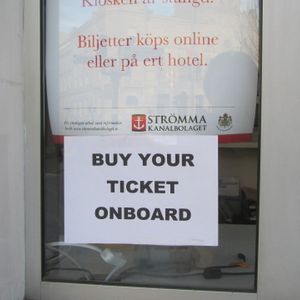 Kiosken är stängd.
Biljetter köps online
eller på ert hotel.
STRÖMMA
KANALBOLAGET
BUY YOUR
TICKET
ONBOARD